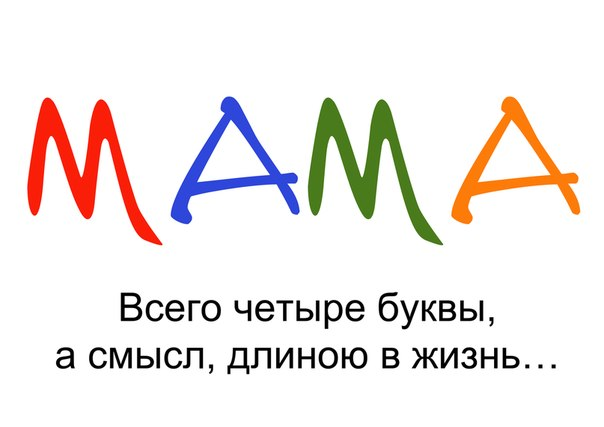 МАМА
Всего четыре буквы,
а смысл, длиною в жизнь...